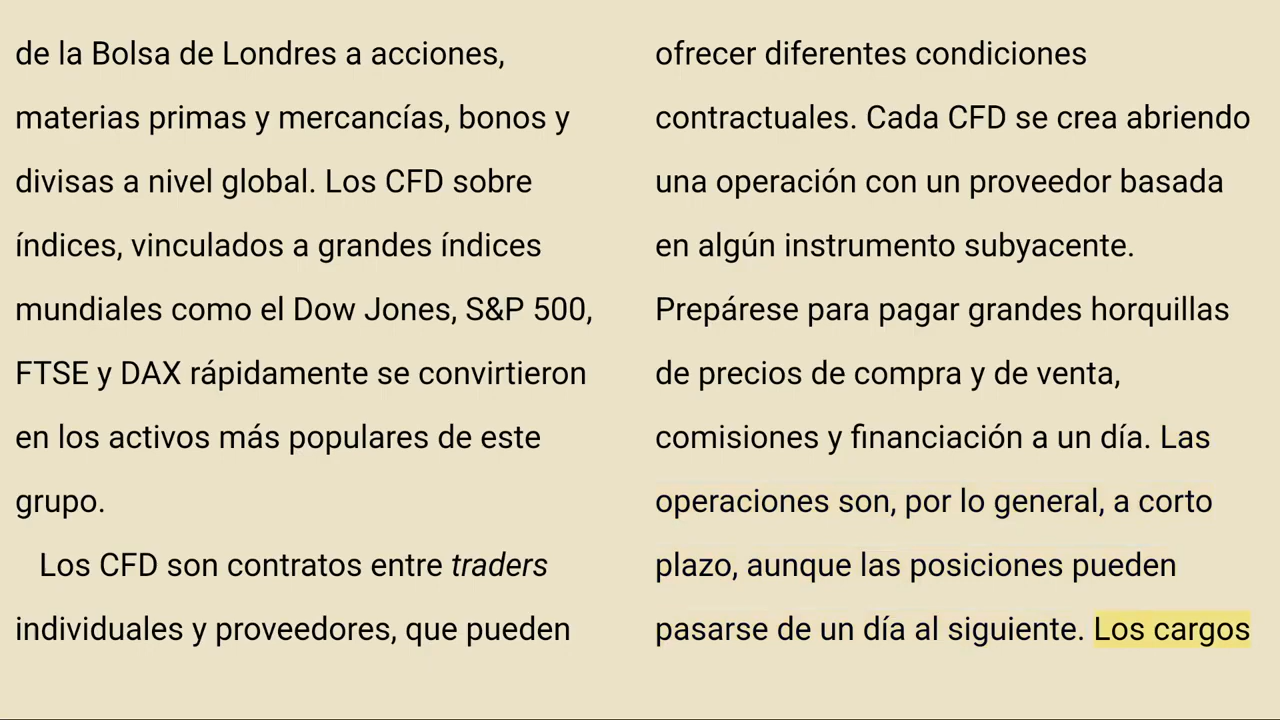 de la Bolsa de Londres a acciones,
materias primas y mercancías, bonos y
divisas a nivel global. Los CFD sobre
índices, vinculados a grandes índices
mundiales como el Dow Jones, S&P 500,
FTSE y DAX rápidamente se convirtieron
en los activos más populares de este
grupo.
Los CFD son contratos entre traders
individuales y proveedores, que pueden
ofrecer diferentes condiciones
contractuales. Cada CFD se crea abriendo
una operación con un proveedor basada
en algún instrumento subyacente.
Prepárese para pagar grandes horquillas
de precios de compra y de venta,
comisiones y financiación a un día. Las
operaciones son, por lo general, a corto
plazo, aunque las posiciones pueden
pasarse de un día al siguiente. Los cargos